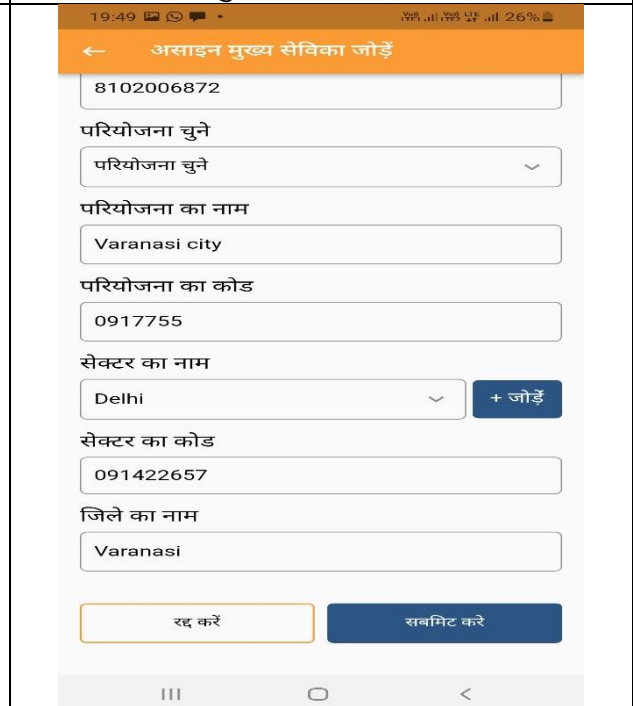 19:49
26%
← असाइन मुख्य सेविका जोड़ें
8102006872
परियोजना चुने
परियोजना चुने
परियोजना का नाम
Varanasi city
परियोजना का कोड
0917755
सेक्टर का नाम
Delhi
+ जोड़ें
सेक्टर का कोड
091422657
जिले का नाम
Varanasi
रद्द करें
सबमिट करे